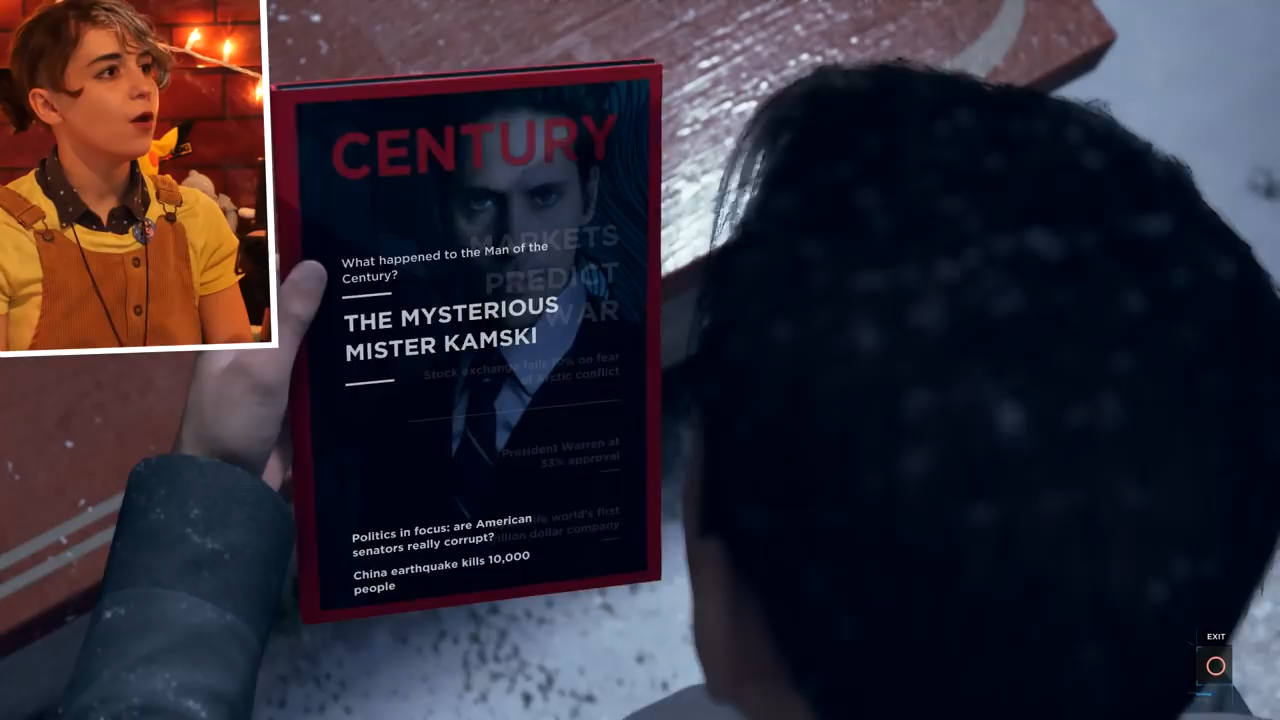 CENTURY
MARKETS
PREDICT
WAR
What happened to the Man of the
Century?
THE MYSTERIOUS
MISTER KAMSKI
Stock exchange falls 10% on fear
of Arctic conflict
President Warren at
33% approval
Politics in focus: are American
senators really corrupt?
world's first
dollar company
China earthquake kills 10,000
people
EXIT